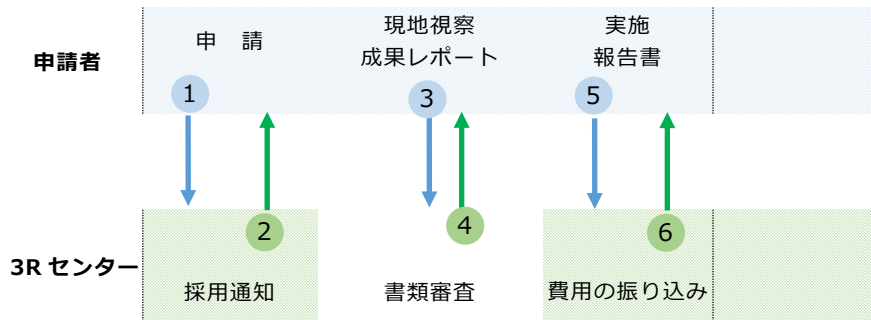 申　請
現地視察
成果レポート
実施
報告書
申請者
1
3
5
2
4
6
3R センター
採用通知
書類審査
費用の振り込み